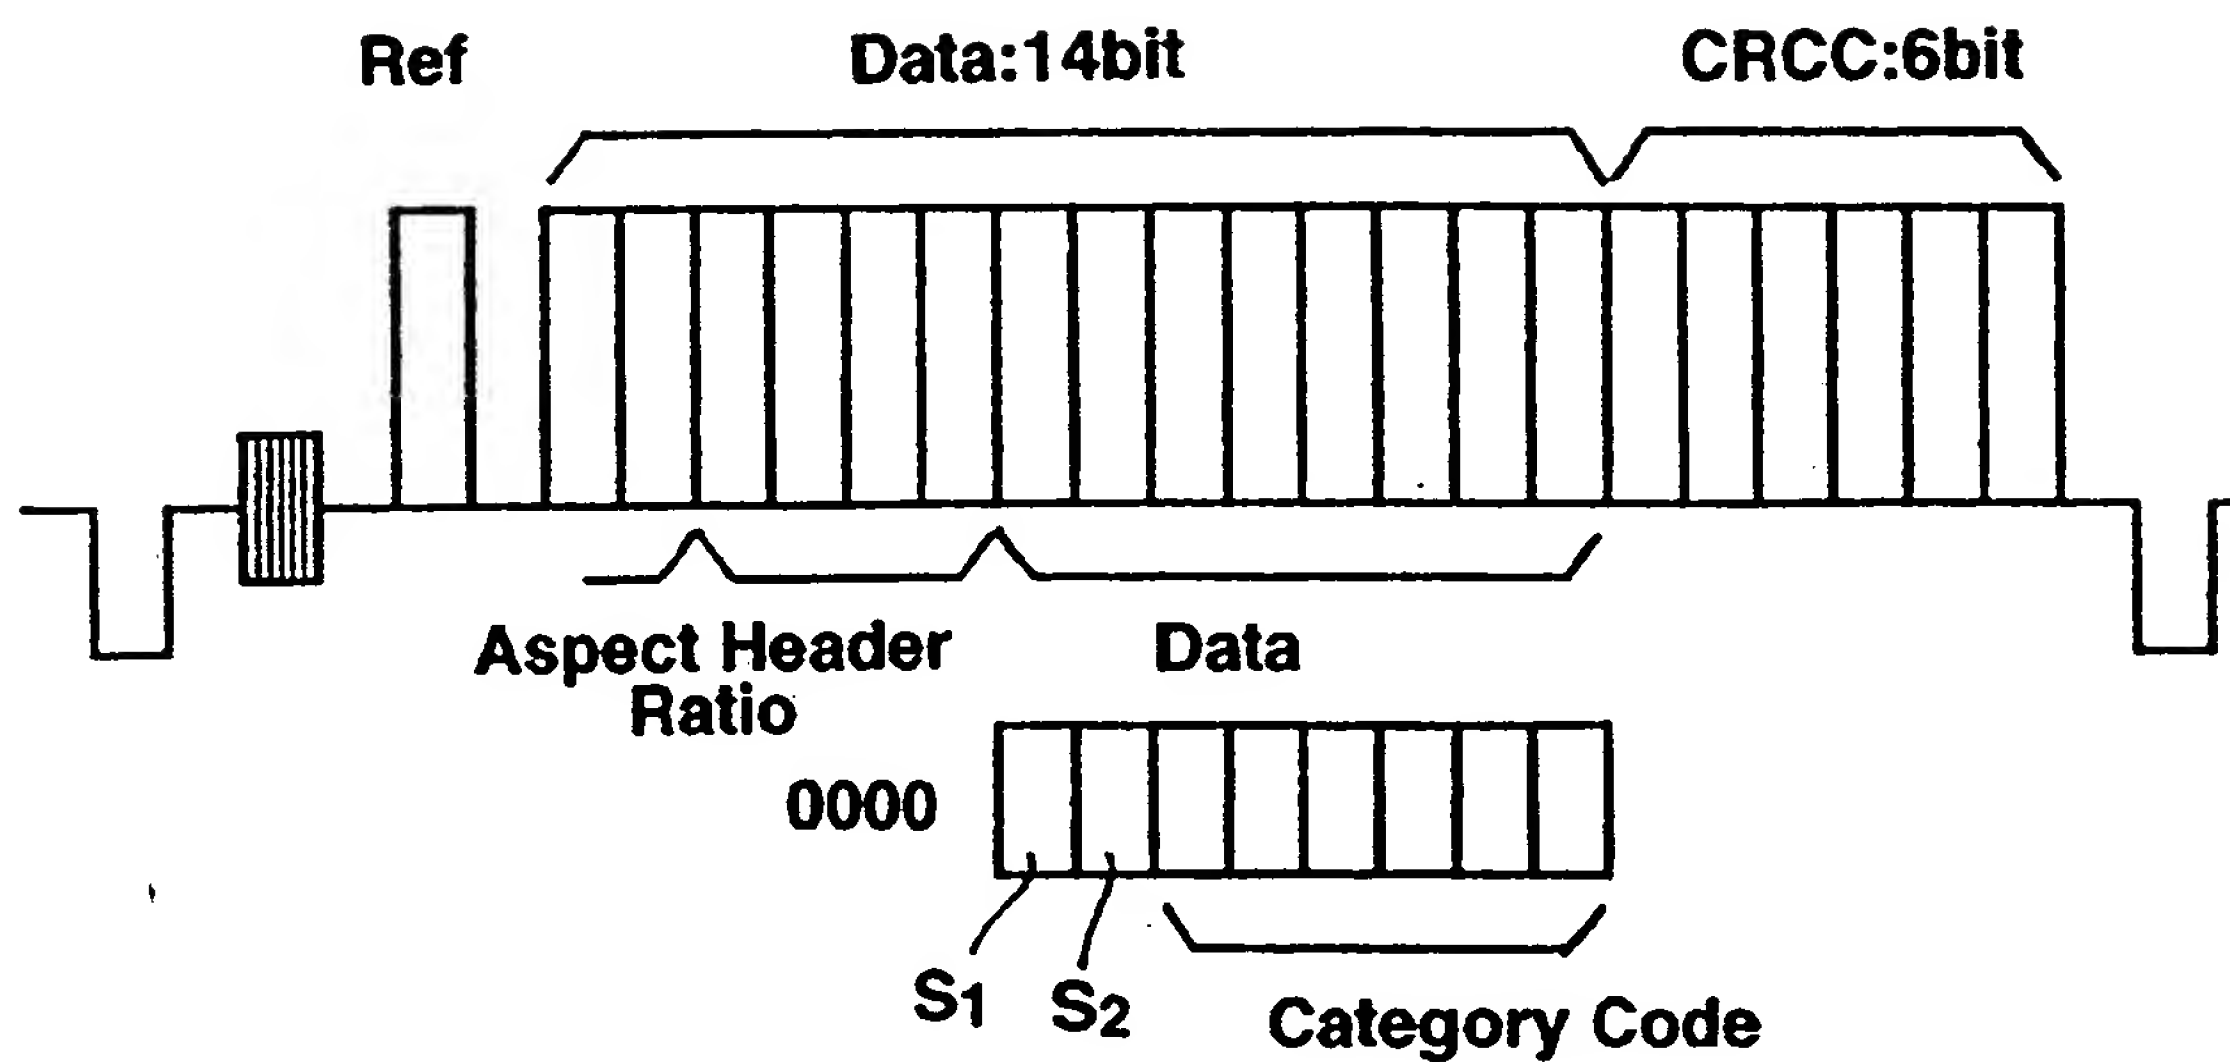 Ref Data:14bit CRCC:6bit
Aspect Header Data
Ratio
0000
S1 S2 Category Code